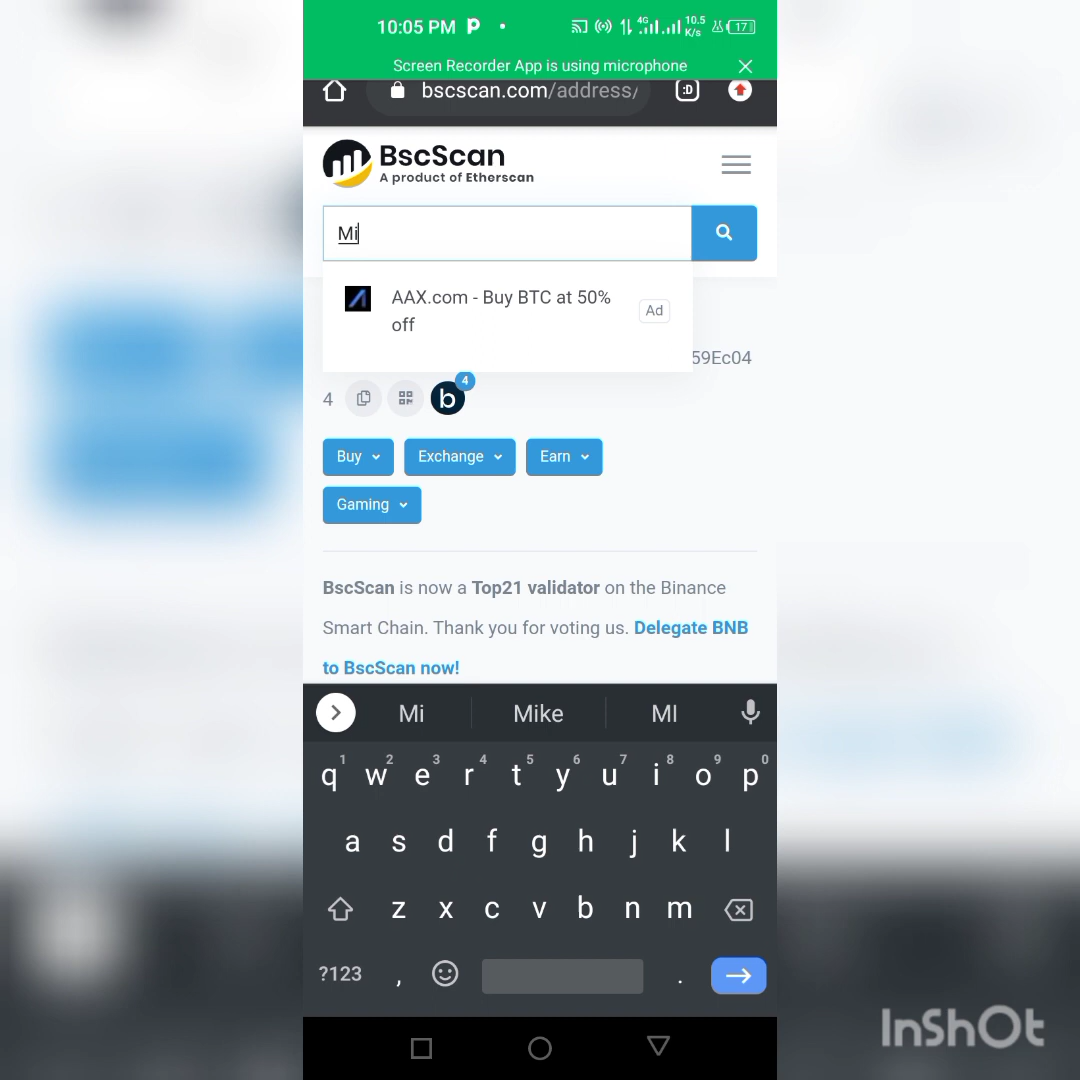 10:05 PM
4G
10.5
K/s
17
Screen Recorder App is using microphone
bscscan.com/address/
:D
BscScan
A product of Etherscan
Mi
AAX.com - Buy BTC at 50%
off
Ad
59Ec04
4
b
4
Buy
Exchange
Earn
Gaming
BscScan is now a Top21 validator on the Binance
Smart Chain. Thank you for voting us. Delegate BNB
to BscScan now!
Mi Mike MI
1 2 3 4 5 6 7 8 9 0
q w e r t y u i o p
a s d f g h j k l
z x c v b n m
?123 , .
InShOt